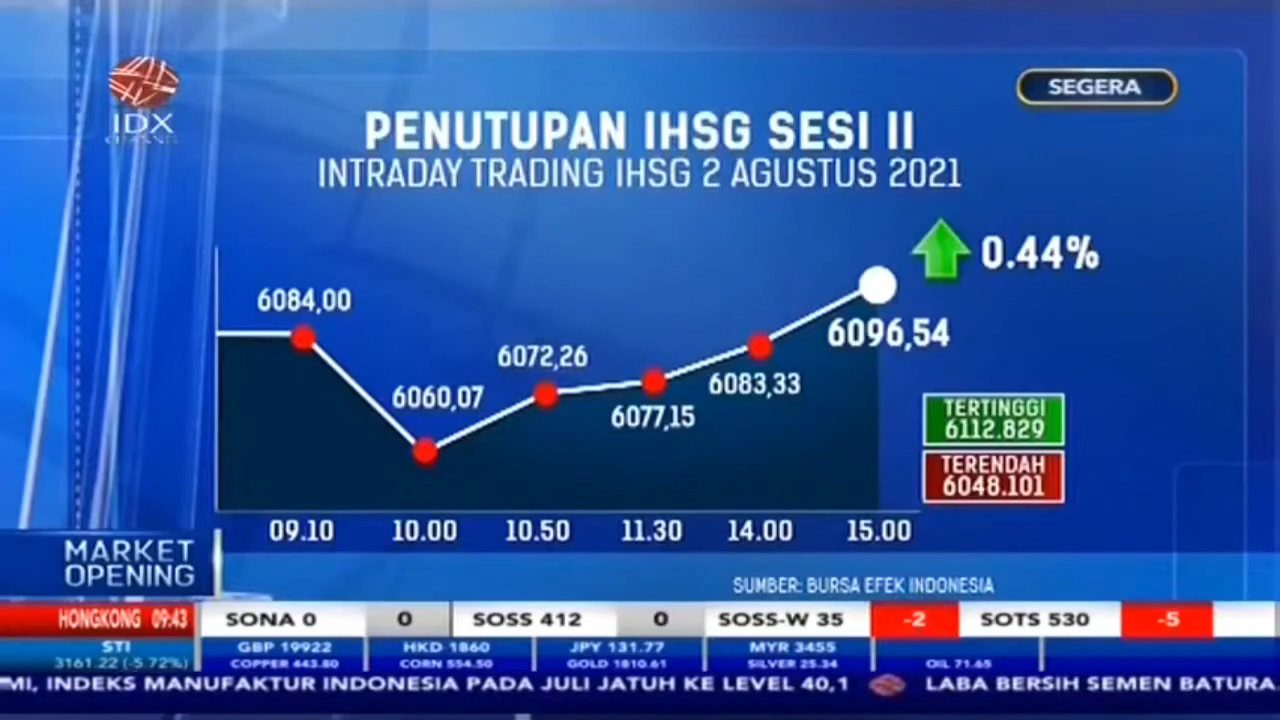 IDX
CHANNEL
SEGERA
PENUTUPAN IHSG SESI II
INTRADAY TRADING IHSG 2 AGUSTUS 2021
0.44%
6084,00
6060,07
6072,26
6077,15
6083,33
6096,54
TERTINGGI
6112.829
TERENDAH
6048.101
09.10 10.00 10.50 11.30 14.00 15.00
MARKET
OPENING
SUMBER: BURSA EFEK INDONESIA
HONGKONG 09:43 SONA 0 0 SOSS 412 0 SOSS-W 35 -2 SOTS 530 -5
STI GBP 19922 HKD 1860 JPY 131.77 MYR 3455
3161.22 (-5.72%) COPPER 443.80 CORN 554.50 GOLD 1810.61 SILVER 25.34 OIL 71.65
MI, INDEKS MANUFAKTUR INDONESIA PADA JULI JATUH KE LEVEL 40,1 LABA BERSIH SEMEN BATURA